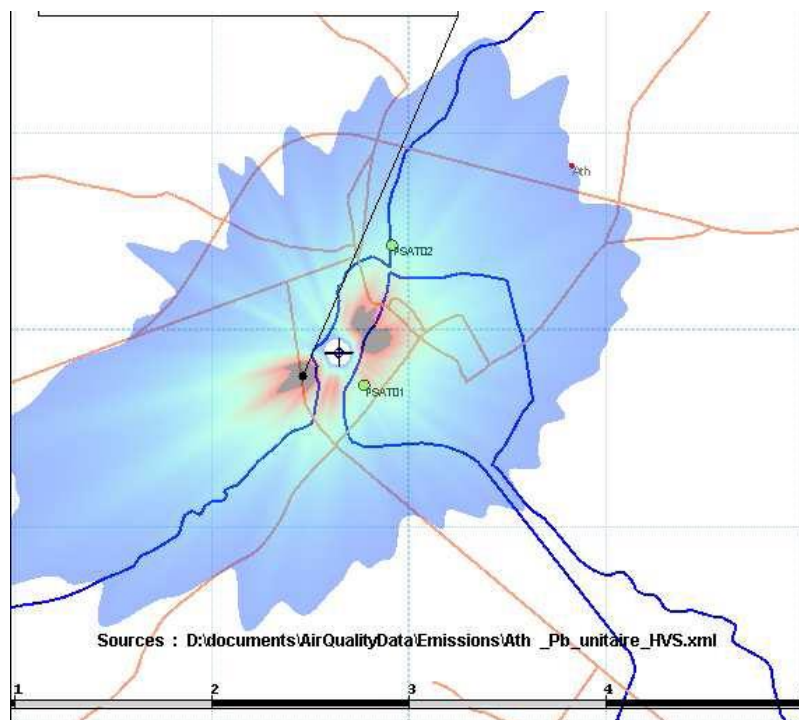 Ath
PSAT02
PSAT01
Sources : D:\documents\AirQualityData\Emissions\Ath _Pb_unitaire_HVS.xml
1 2 3 4